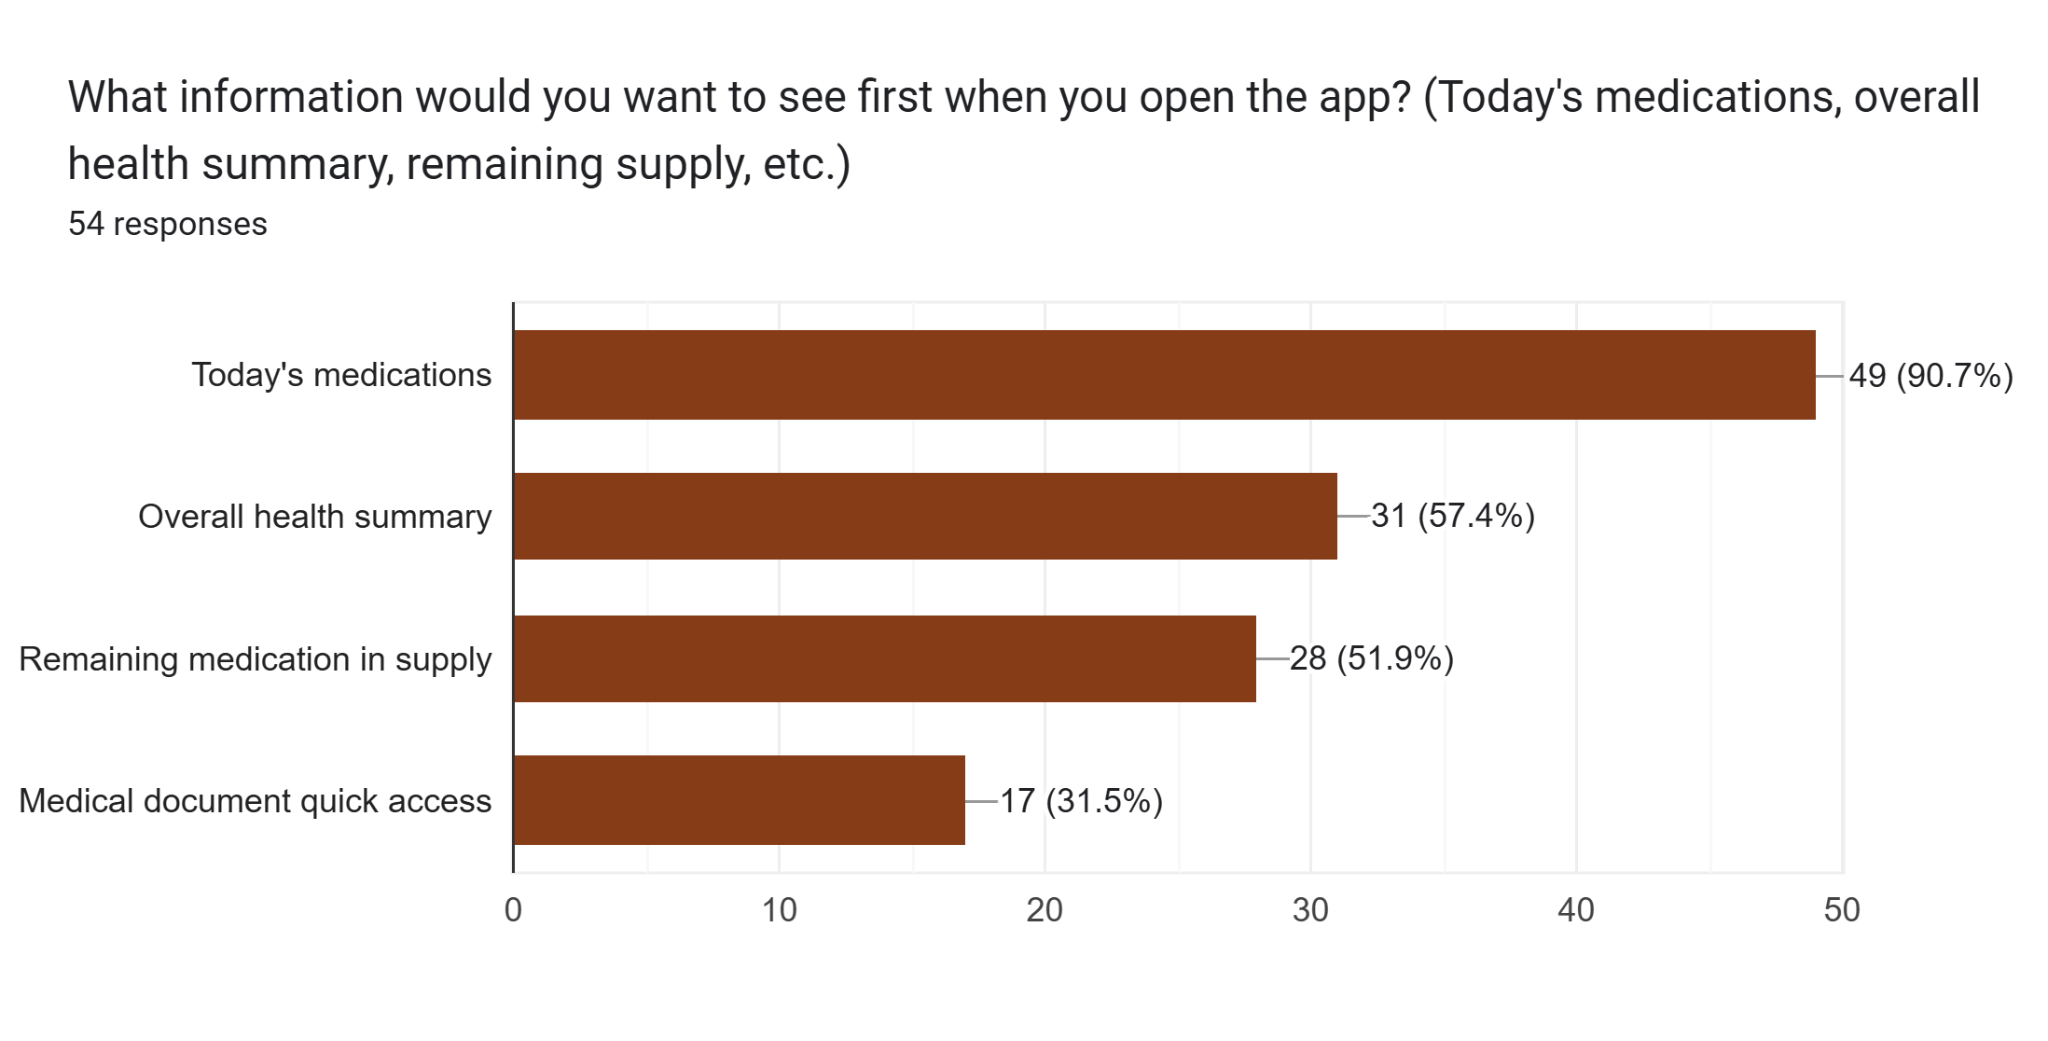 What information would you want to see first when you open the app? (Today's medications, overall
health summary, remaining supply, etc.)
54 responses
Today's medications
49 (90.7%)
Overall health summary
31 (57.4%)
Remaining medication in supply
28 (51.9%)
Medical document quick access
17 (31.5%)
0 10 20 30 40 50